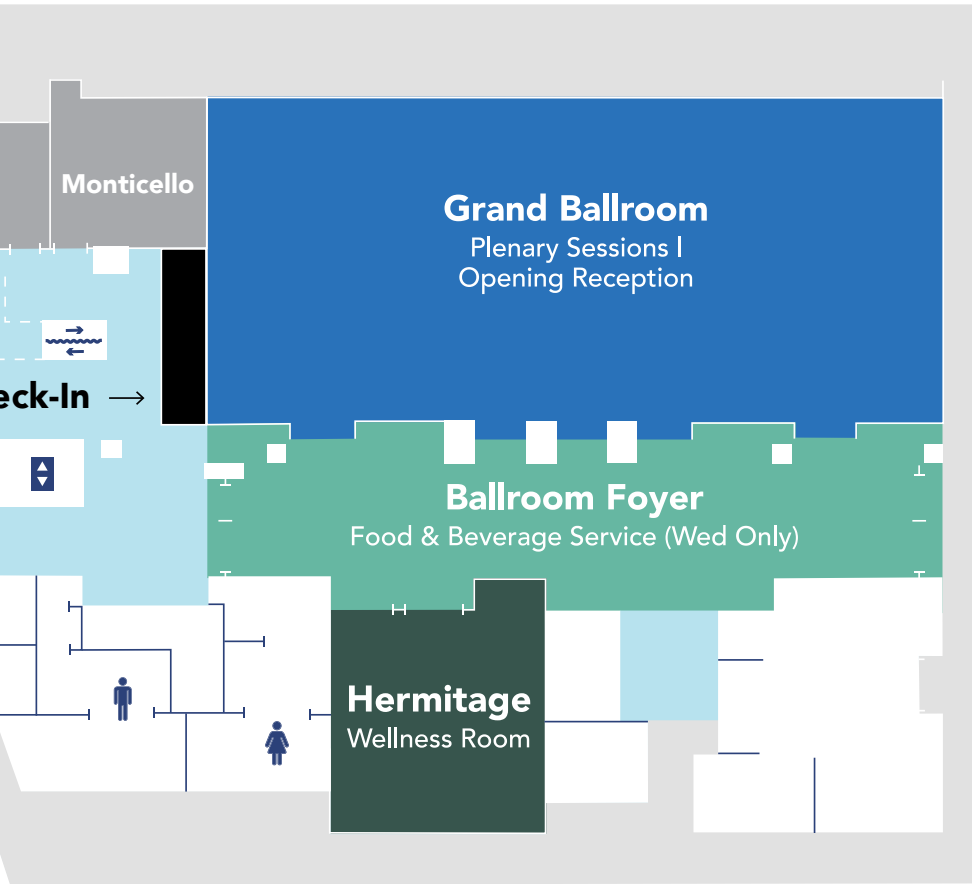 Monticello
Grand Ballroom
Plenary Sessions |
Opening Reception
eck-In
Ballroom Foyer
Food & Beverage Service (Wed Only)
Hermitage
Wellness Room